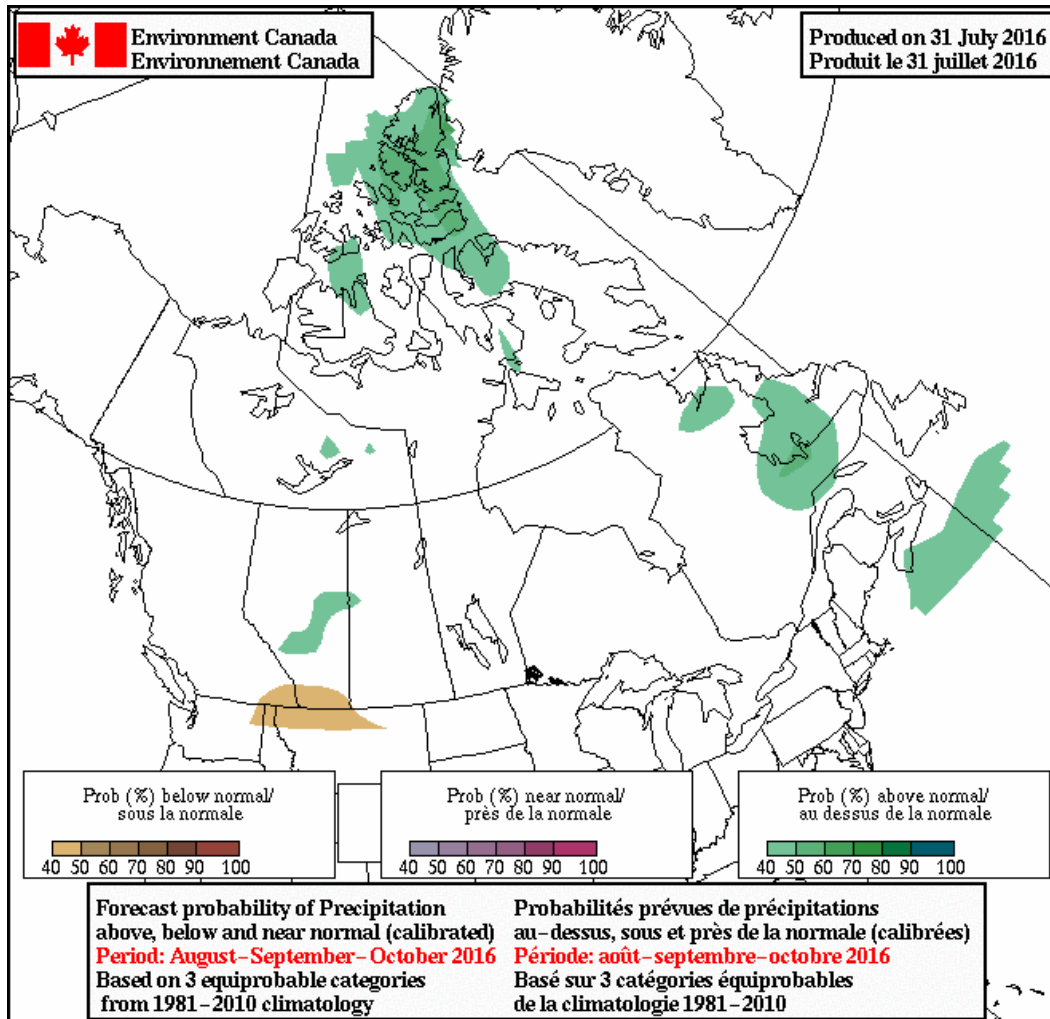 Environment Canada
Environnement Canada
Produced on 31 July 2016
Produit le 31 juillet 2016
Prob (%) below normal/
sous la normale
40 50 60 70 80 90 100
Prob (%) near normal/
près de la normale
40 50 60 70 80 90 100
Prob (%) above normal/
au dessus de la normale
40 50 60 70 80 90 100
Forecast probability of Precipitation
above, below and near normal (calibrated)
Period: August-September-October 2016
Based on 3 equiprobable categories
from 1981-2010 climatology
Probabilités prévues de précipitations
au-dessus, sous et près de la normale (calibrées)
Période: août-septembre-octobre 2016
Basé sur 3 catégories équiprobables
de la climatologie 1981-2010